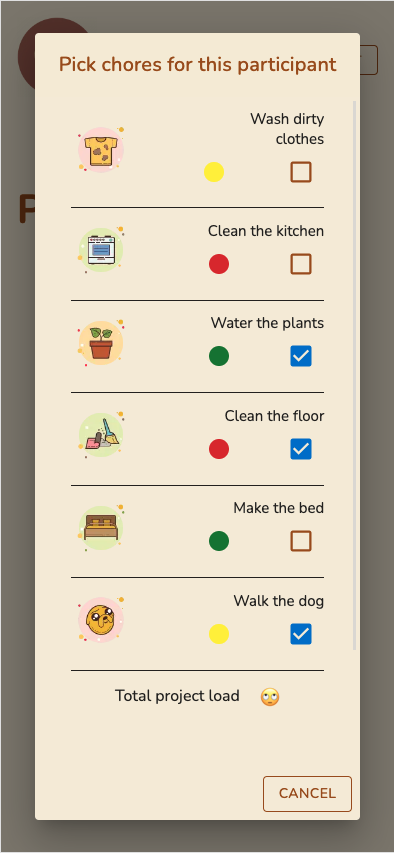 Pick chores for this participant
Wash dirty
clothes
Clean the kitchen
Water the plants
Clean the floor
Make the bed
Walk the dog
Total project load 🙄
CANCEL